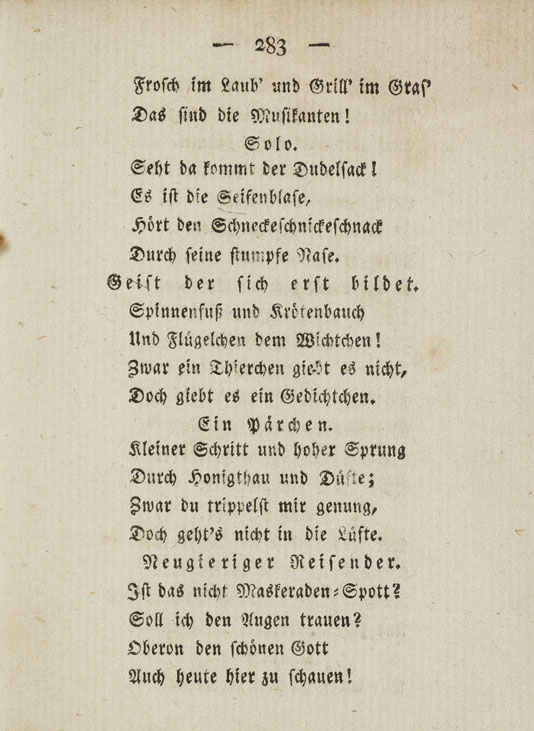 — 283 —
Frosch im Laub' und Grill' im Gras'
Das sind die Musikanten!
Solo.
Seht da kommt der Dudelsack!
Es ist die Seifenblase,
Hört den Schneckeschnickeschnack
Durch seine stumpfe Nase.
Geist der sich erst bildet.
Spinnenfuß und Krötenbauch
Und Flügelchen dem Wichtchen!
Zwar ein Thierchen giebt es nicht,
Doch giebt es ein Gedichtchen.
Ein Pärchen.
Kleiner Schritt und hoher Sprung
Durch Honigthau und Düfte;
Zwar du trippelst mir genung,
Doch geht's nicht in die Lüfte.
Neugieriger Reisender.
Ist das nicht Maskeraden-Spott?
Soll ich den Augen trauen?
Oberon den schönen Gott
Auch heute hier zu schauen!